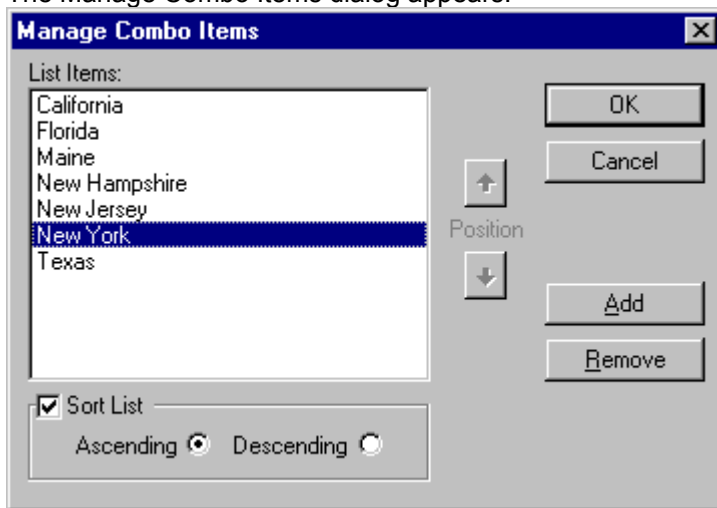 The Manage Combo Items dialog appears.
Manage Combo Items
List Items:
California
Florida
Maine
New Hampshire
New Jersey
New York
Texas
Position
OK
Cancel
Add
Remove
Sort List
Ascending Descending